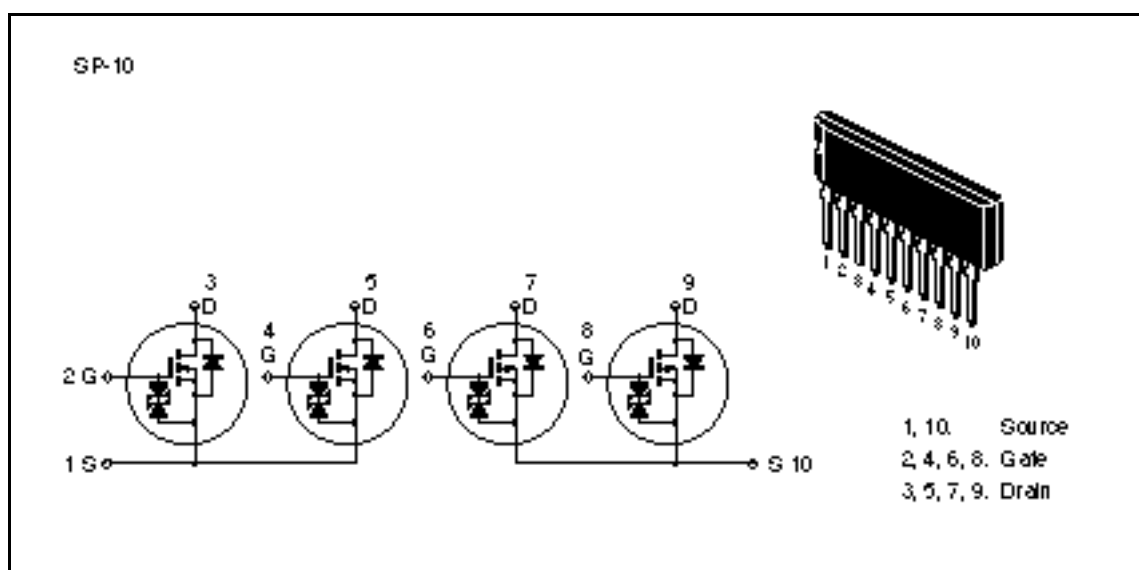 SP-10
3 5 7 9
D D D D
4 6 8
G G G
2 G
1 S
S 10
1 2 3 4 5 6 7 8 9 10
1, 10. Source
2, 4, 6, 8. Gate
3, 5, 7, 9. Drain